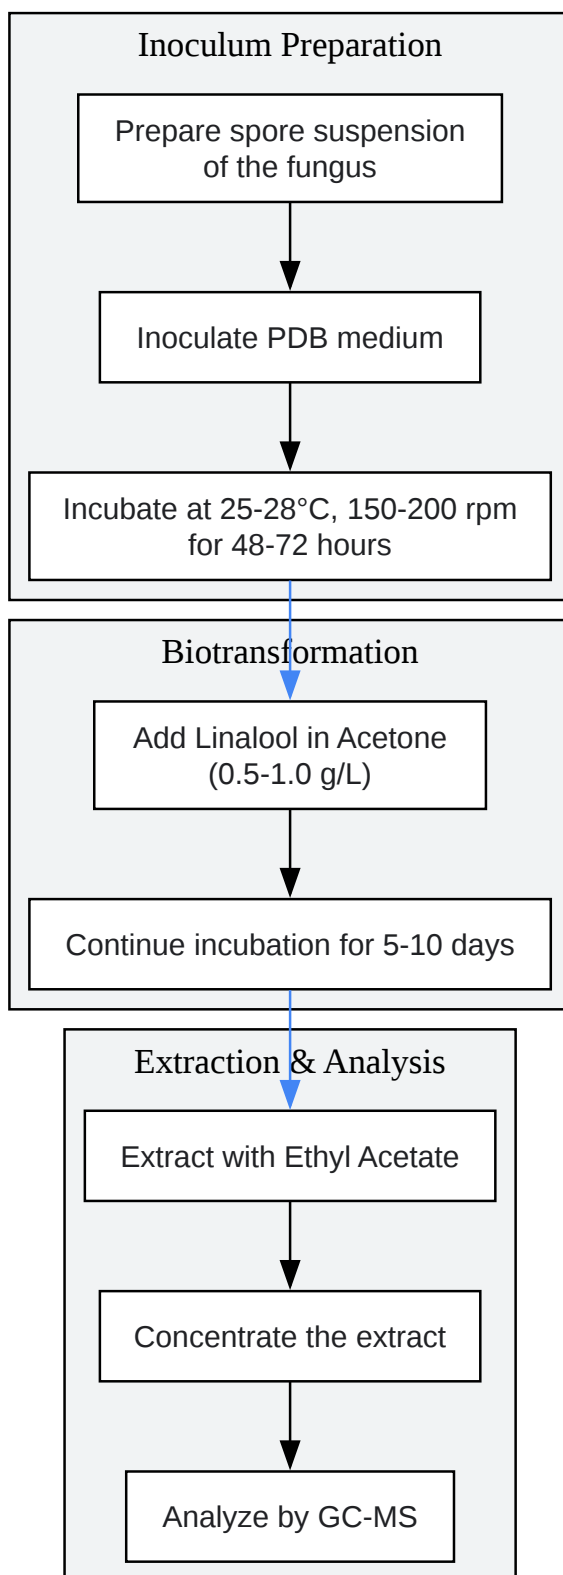 Inoculum Preparation
Prepare spore suspension
of the fungus
Inoculate PDB medium
Incubate at 25-28°C, 150-200 rpm
for 48-72 hours
Biotransformation
Add Linalool in Acetone
(0.5-1.0 g/L)
Continue incubation for 5-10 days
Extraction & Analysis
Extract with Ethyl Acetate
Concentrate the extract
Analyze by GC-MS